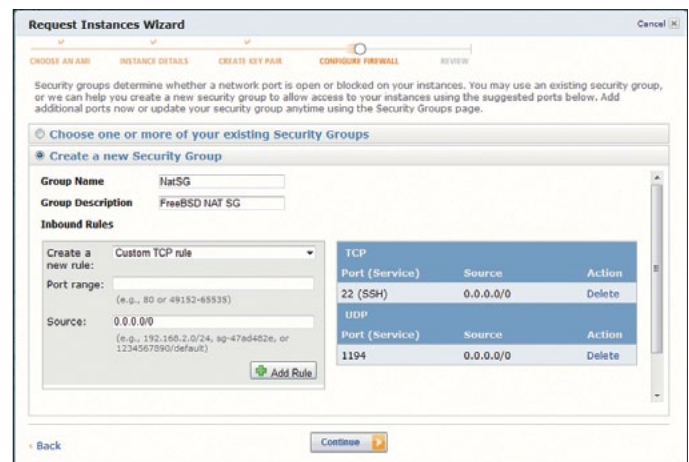 Request Instances Wizard
Cancel
CHOOSE AN AMI INSTANCE DETAILS CREATE KEY PAIR CONFIGURE FIREWALL REVIEW
Security groups determine whether a network port is open or blocked on your instances. You may use an existing security group,
or we can help you create a new security group to allow access to your instances using the suggested ports below. Add
additional ports now or update your security group anytime using the Security Groups page.
Choose one or more of your existing Security Groups
Create a new Security Group
Group Name NatSG
Group Description FreeBSD NAT SG
Inbound Rules
Create a new rule: Custom TCP rule
Port range:
(e.g., 80 or 49152-65535)
Source: 0.0.0.0/0
(e.g., 192.168.2.0/24, sg-47ad482e, or
1234567890/default)
Add Rule
TCP
Port (Service) Source Action
22 (SSH) 0.0.0.0/0 Delete
UDP
Port (Service) Source Action
1194 0.0.0.0/0 Delete
Back
Continue